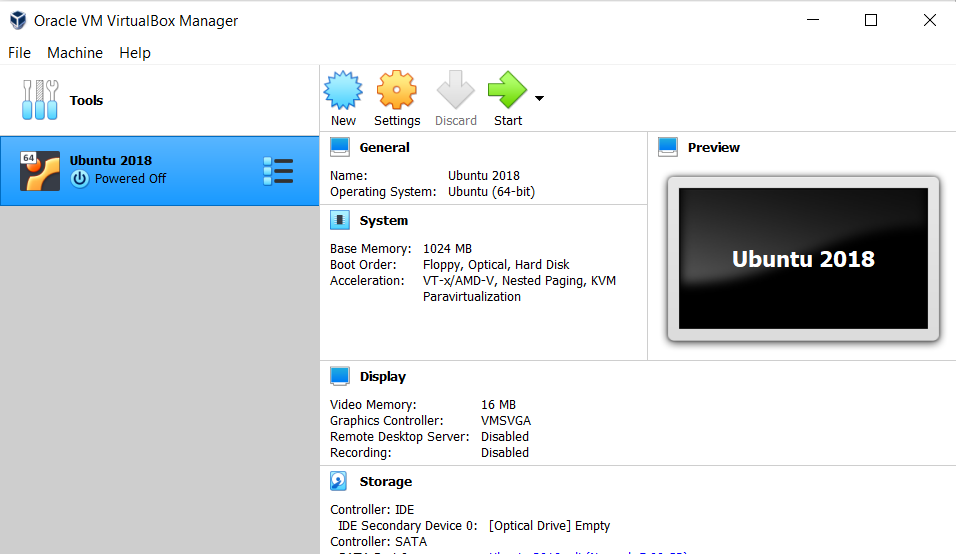 Oracle VM VirtualBox Manager
File Machine Help
Tools
New Settings Discard Start
64
Ubuntu 2018
Powered Off
General
Name: Ubuntu 2018
Operating System: Ubuntu (64-bit)
System
Base Memory: 1024 MB
Boot Order: Floppy, Optical, Hard Disk
Acceleration: VT-x/AMD-V, Nested Paging, KVM
Paravirtualization
Preview
Ubuntu 2018
Display
Video Memory: 16 MB
Graphics Controller: VMSVGA
Remote Desktop Server: Disabled
Recording: Disabled
Storage
Controller: IDE
IDE Secondary Device 0: [Optical Drive] Empty
Controller: SATA